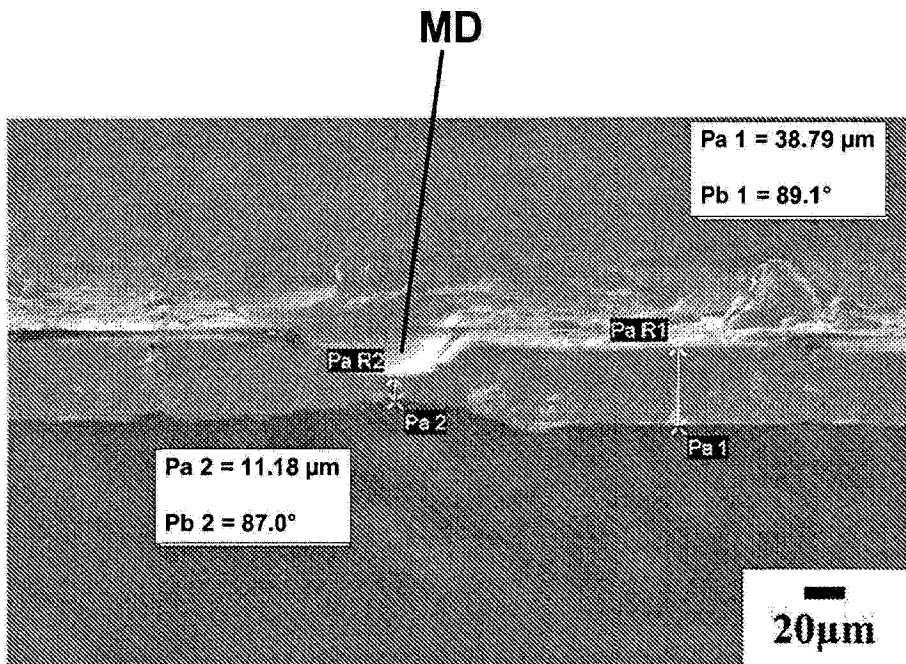 MD
Pa 1 = 38.79 µm
Pb 1 = 89.1°
Pa R1
Pa R2
Pa 2
Pa 1
Pa 2 = 11.18 µm
Pb 2 = 87.0°
20µm